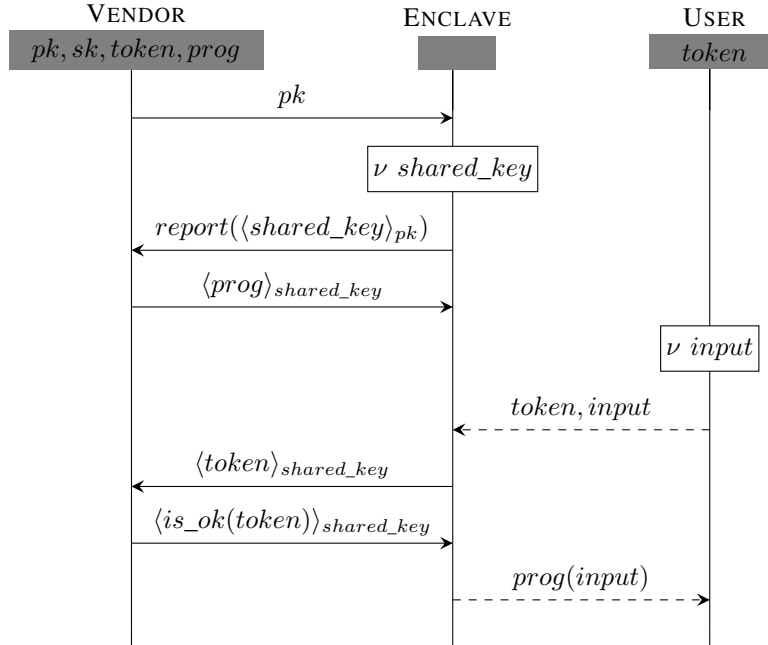 VENDOR ENCLAVE USER
pk, sk, token, prog token
pk
ν shared_key
report(⟨shared_key⟩pk)
⟨prog⟩shared_key
ν input
token, input
⟨token⟩shared_key
⟨is_ok(token)⟩shared_key
prog(input)